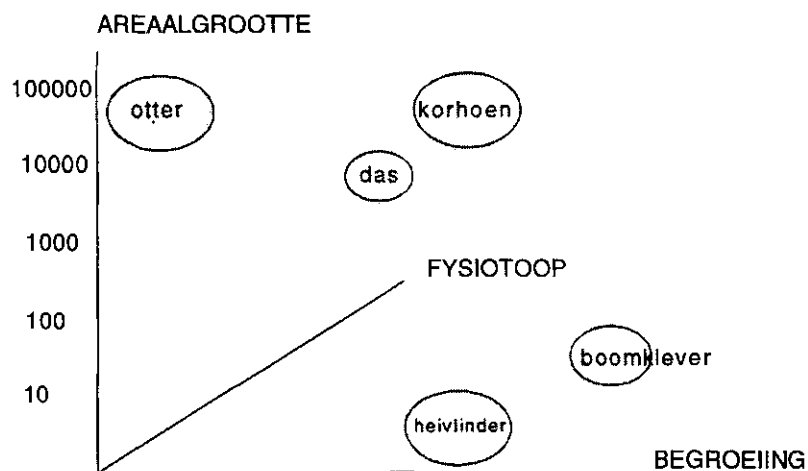 AREAALGROOTTE
100000
otter
korhoen
10000
das
1000
FYSIOTOOP
100
boomklever
10
heivlinder
BEGROEIING